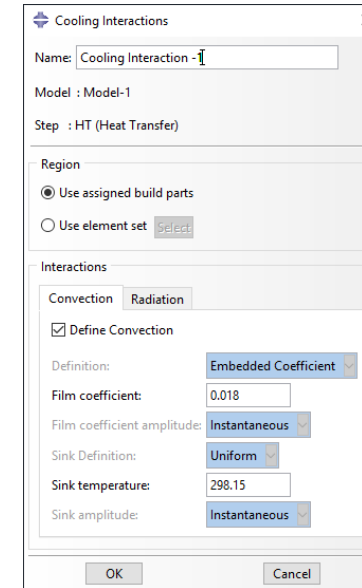 Cooling Interactions
Name: Cooling Interaction -1
Model : Model-1
Step : HT (Heat Transfer)
Region
Use assigned build parts
Use element set Select
Interactions
Convection Radiation
Define Convection
Definition: Embedded Coefficient
Film coefficient: 0.018
Film coefficient amplitude: Instantaneous
Sink Definition: Uniform
Sink temperature: 298.15
Sink amplitude: Instantaneous
OK Cancel